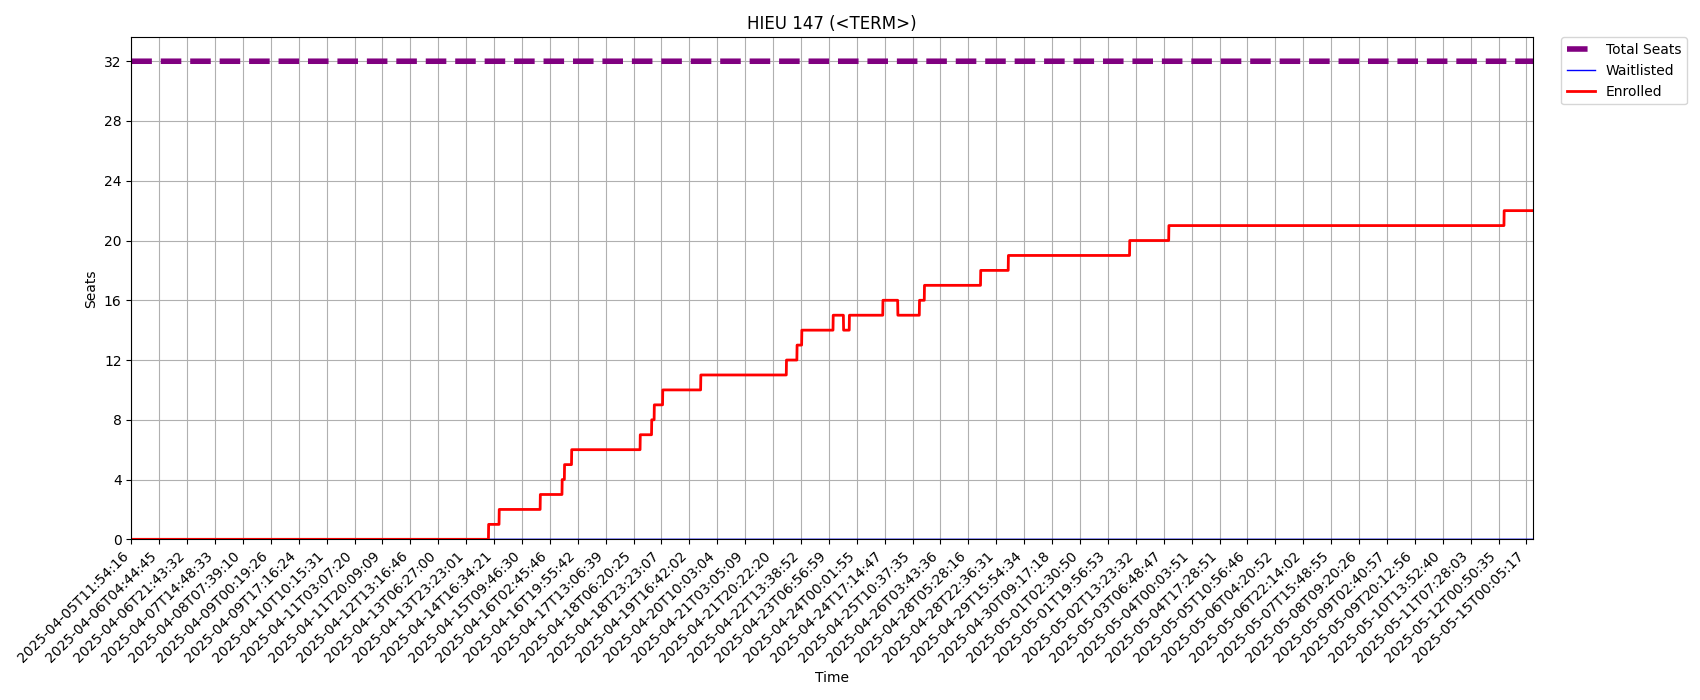 HIEU 147 (<TERM>)
Total Seats
Waitlisted
Enrolled
Seats
32
28
24
20
16
12
8
4
0
2025-04-05T11:54:16
2025-04-06T04:44:45
2025-04-06T21:43:32
2025-04-07T14:48:33
2025-04-08T07:39:10
2025-04-09T00:19:26
2025-04-09T17:16:24
2025-04-10T10:15:31
2025-04-11T03:07:20
2025-04-11T20:09:09
2025-04-12T13:16:46
2025-04-13T06:27:00
2025-04-13T23:23:01
2025-04-14T16:34:21
2025-04-15T09:46:30
2025-04-16T02:45:46
2025-04-16T19:55:42
2025-04-17T13:06:39
2025-04-18T06:20:25
2025-04-18T23:23:07
2025-04-19T16:42:02
2025-04-20T10:03:04
2025-04-21T03:05:09
2025-04-21T20:22:20
2025-04-22T13:38:52
2025-04-23T06:56:59
2025-04-24T00:01:55
2025-04-24T17:14:47
2025-04-25T10:37:35
2025-04-26T03:43:36
2025-04-28T05:28:16
2025-04-28T22:36:31
2025-04-29T15:54:34
2025-04-30T09:17:18
2025-05-01T02:30:50
2025-05-01T19:56:53
2025-05-02T13:23:32
2025-05-03T06:48:47
2025-05-04T00:03:51
2025-05-04T17:28:51
2025-05-05T10:56:46
2025-05-06T04:20:52
2025-05-06T22:14:02
2025-05-07T15:48:55
2025-05-08T09:20:26
2025-05-09T02:40:57
2025-05-09T20:12:56
2025-05-10T13:52:40
2025-05-11T07:28:03
2025-05-12T00:50:35
2025-05-15T00:05:17
Time